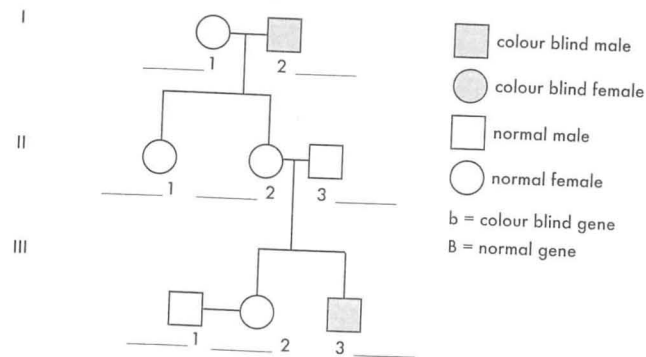 I
1 2
colour blind male
colour blind female
II
normal male
1 2 3
normal female
b = colour blind gene
B = normal gene
III
1 2 3